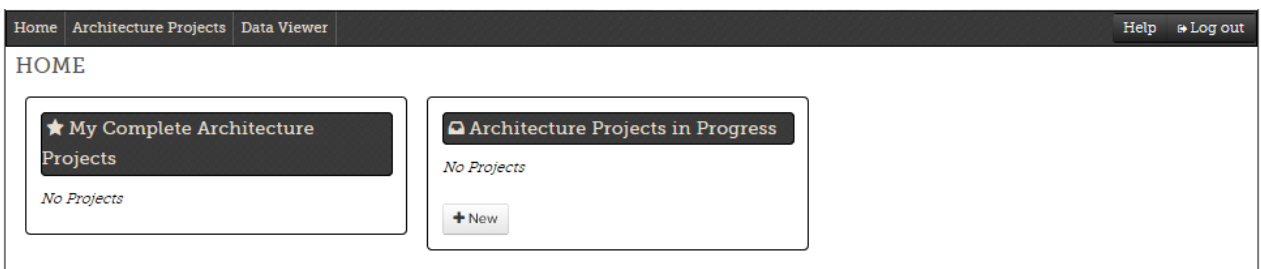 Home Architecture Projects Data Viewer Help Log out
HOME
My Complete Architecture
Projects
No Projects
Architecture Projects in Progress
No Projects
+ New